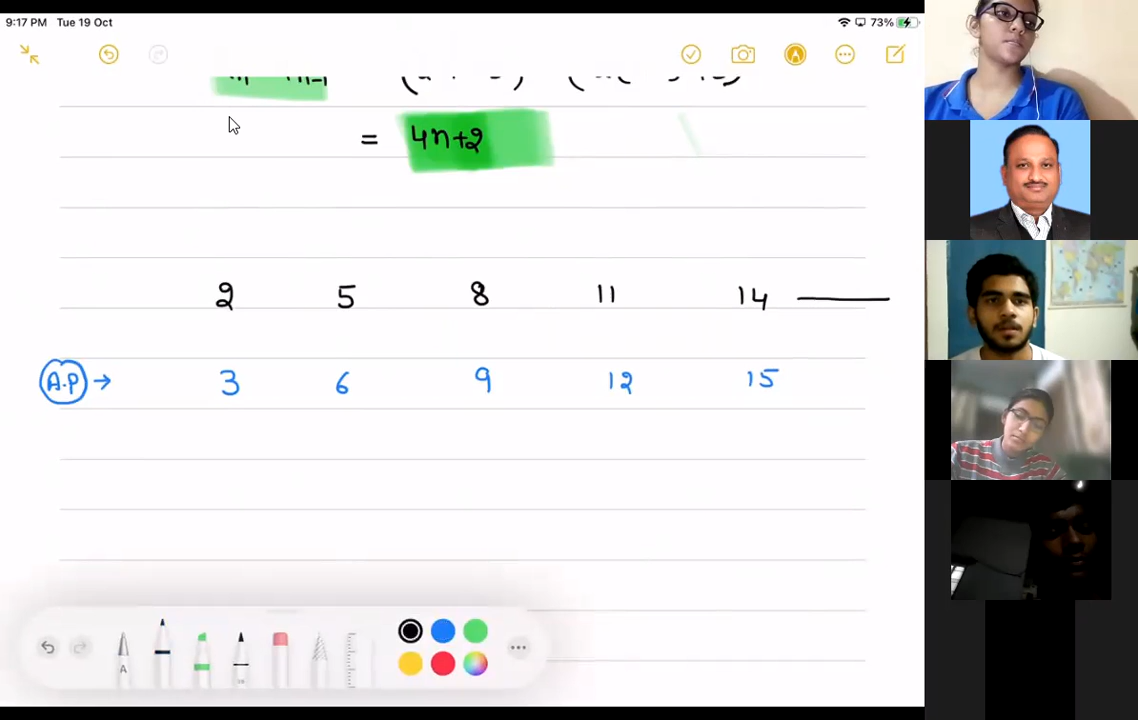 9:17 PM Tue 19 Oct 73%
= 4n+2
2 5 8 11 14
A.P → 3 6 9 12 15
A